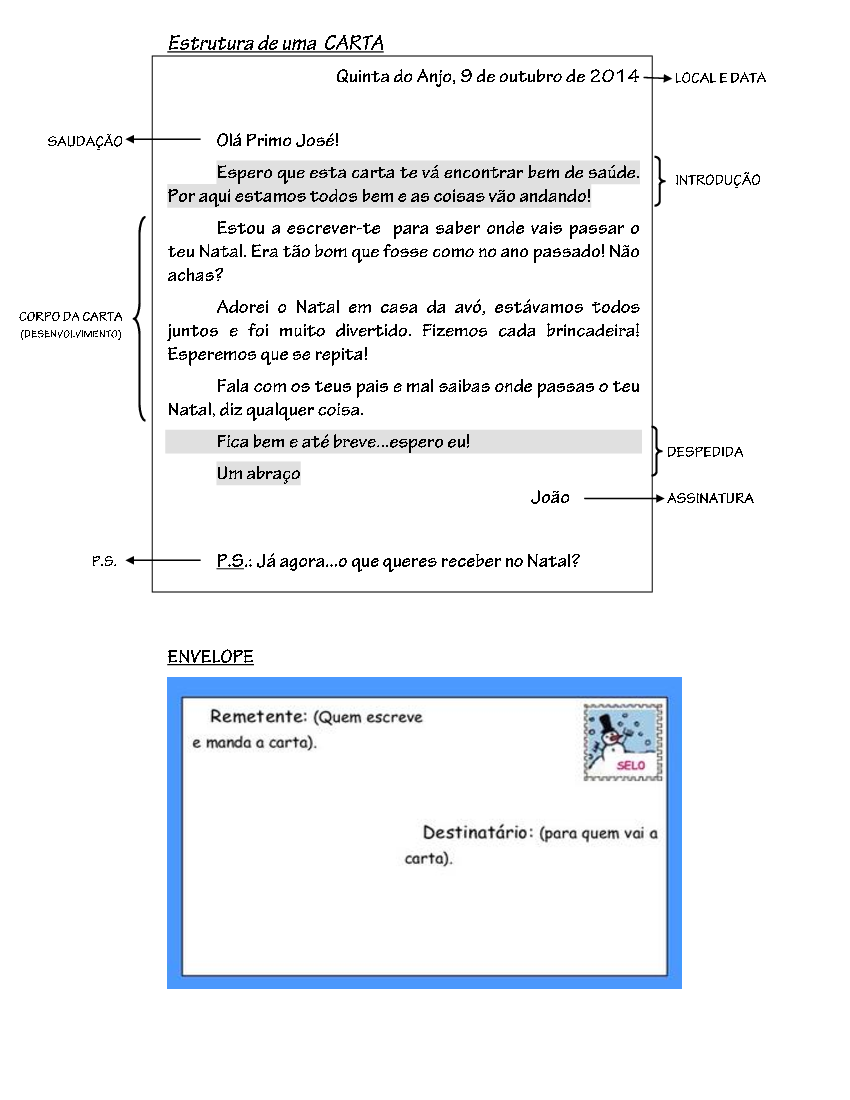 Estrutura de uma CARTA
Quinta do Anjo, 9 de outubro de 2014
LOCAL E DATA
SAUDAÇÃO
Olá Primo José!
Espero que esta carta te vá encontrar bem de saúde.
Por aqui estamos todos bem e as coisas vão andando!
INTRODUÇÃO
Estou a escrever-te para saber onde vais passar o
teu Natal. Era tão bom que fosse como no ano passado! Não
achas?
CORPO DA CARTA
(DESENVOLVIMENTO)
Adorei o Natal em casa da avó, estávamos todos
juntos e foi muito divertido. Fizemos cada brincadeira!
Esperemos que se repita!
Fala com os teus pais e mal saibas onde passas o teu
Natal, diz qualquer coisa.
Fica bem e até breve...espero eu!
Um abraço
DESPEDIDA
João
ASSINATURA
P.S.
P.S.: Já agora...o que queres receber no Natal?
ENVELOPE
Remetente: (Quem escreve
e manda a carta).
SELO
Destinatário: (para quem vai a
carta).